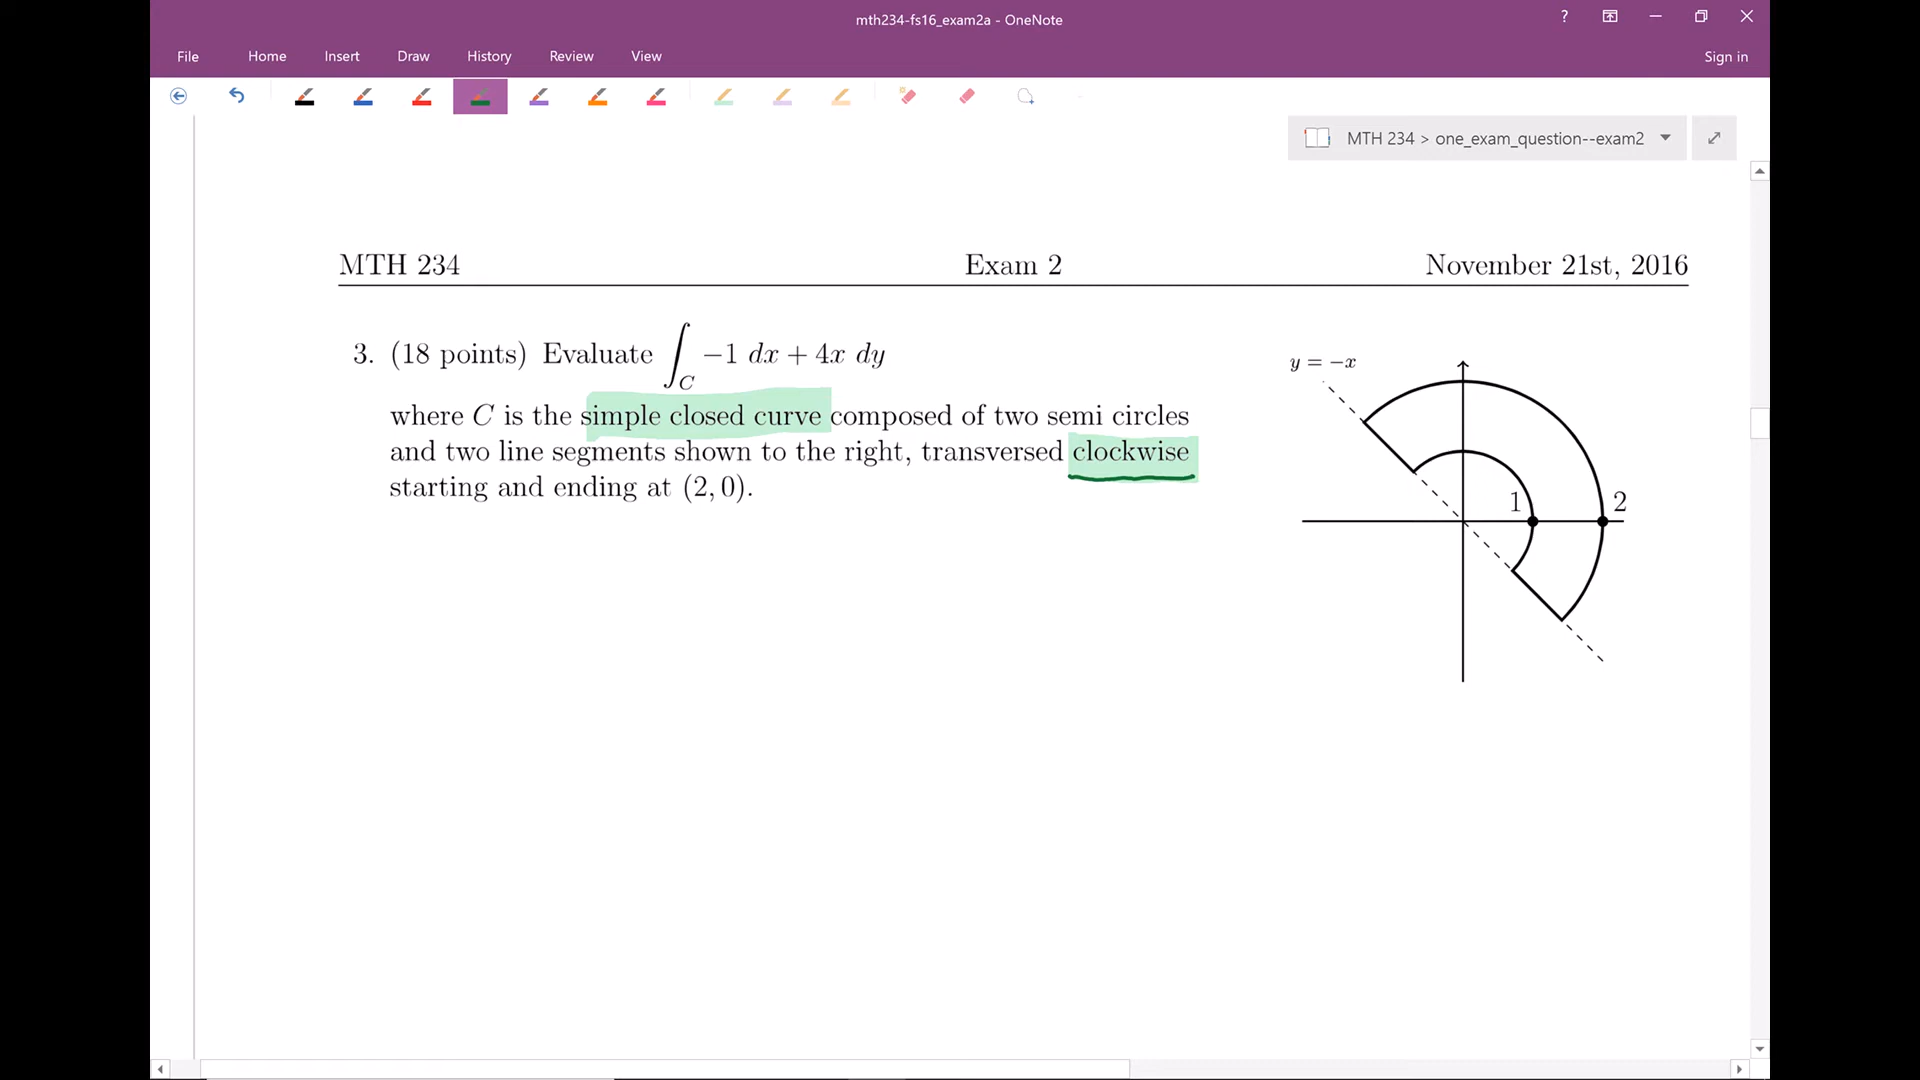 mth234-fs16_exam2a - OneNote
?
File Home Insert Draw History Review View Sign in
MTH 234 > one_exam_question--exam2
MTH 234 Exam 2 November 21st, 2016
3. (18 points) Evaluate ∫_C −1 dx + 4x dy
where C is the simple closed curve composed of two semi circles
and two line segments shown to the right, transversed clockwise
starting and ending at (2, 0).
y = −x
1 2